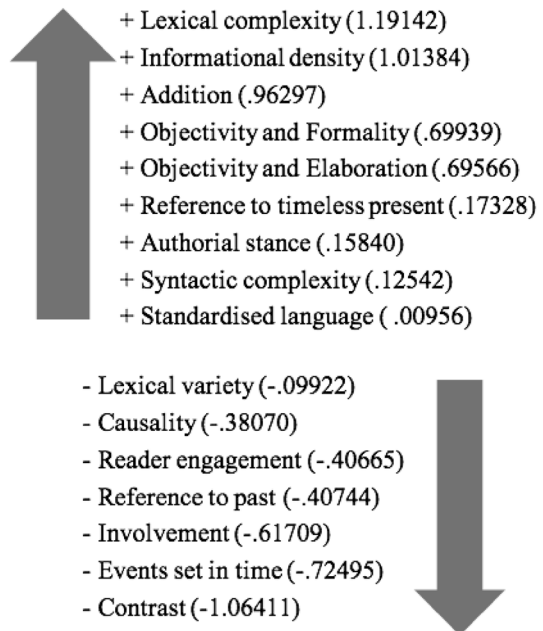 + Lexical complexity (1.19142)
+ Informational density (1.01384)
+ Addition (.96297)
+ Objectivity and Formality (.69939)
+ Objectivity and Elaboration (.69566)
+ Reference to timeless present (.17328)
+ Authorial stance (.15840)
+ Syntactic complexity (.12542)
+ Standardised language ( .00956)
- Lexical variety (-.09922)
- Causality (-.38070)
- Reader engagement (-.40665)
- Reference to past (-.40744)
- Involvement (-.61709)
- Events set in time (-.72495)
- Contrast (-1.06411)